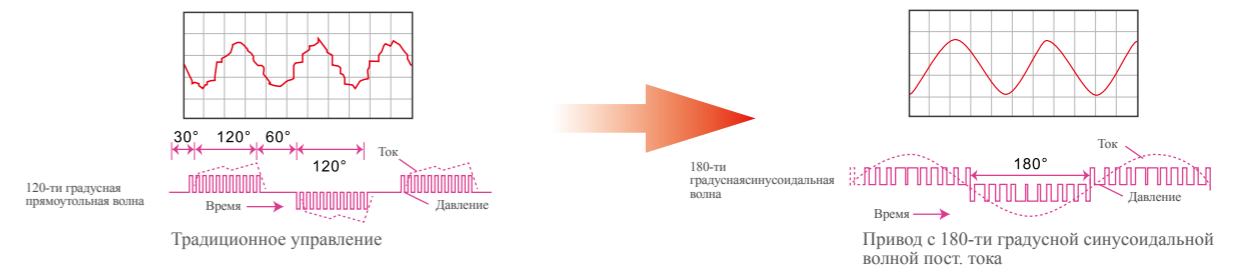 30° 120° 60°
120°
Ток
120-ти градусная
прямоутольная волна
Время
Давление
Традиционное управление
180-ти
градуснаясинусоидальная
волна
180°
Ток
Давление
Время
Привод с 180-ти градусной синусоидальной
волной пост. тока